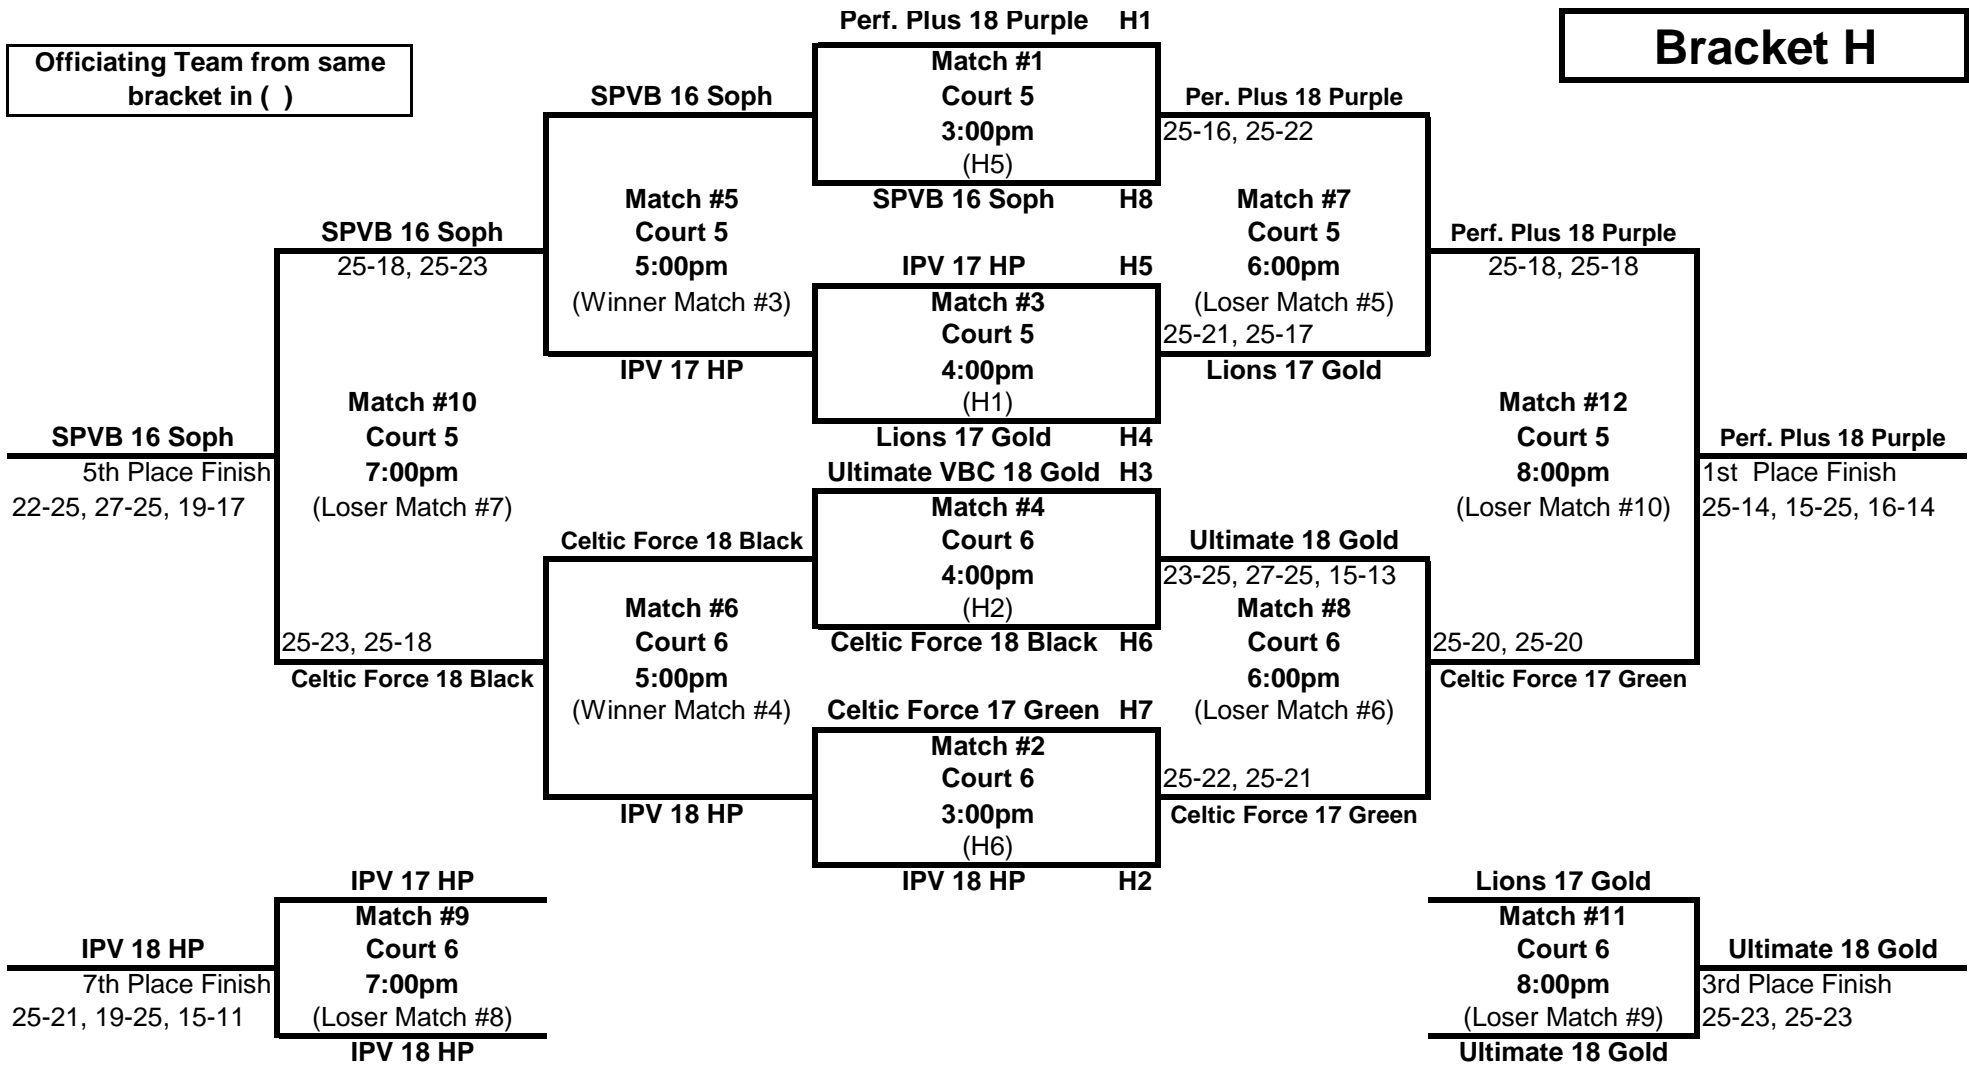 Perf. Plus 18 Purple H1
Bracket H
Officiating Team from same
bracket in ( )
Match #1
Court 5
3:00pm
(H5)
SPVB 16 Soph
Per. Plus 18 Purple
25-16, 25-22
SPVB 16 Soph H8
Match #5
Court 5
5:00pm
(Winner Match #3)
Match #7
Court 5
6:00pm
(Loser Match #5)
SPVB 16 Soph
25-18, 25-23
Perf. Plus 18 Purple
25-18, 25-18
IPV 17 HP H5
Match #3
Court 5
4:00pm
(H1)
25-21, 25-17
IPV 17 HP
Lions 17 Gold
Lions 17 Gold H4
Match #10
Court 5
7:00pm
(Loser Match #7)
Match #12
Court 5
8:00pm
(Loser Match #10)
SPVB 16 Soph
5th Place Finish
22-25, 27-25, 19-17
Perf. Plus 18 Purple
1st  Place Finish
25-14, 15-25, 16-14
Ultimate VBC 18 Gold H3
Match #4
Court 6
4:00pm
(H2)
Celtic Force 18 Black
Ultimate 18 Gold
23-25, 27-25, 15-13
Celtic Force 18 Black H6
Match #6
Court 6
5:00pm
(Winner Match #4)
Match #8
Court 6
6:00pm
(Loser Match #6)
25-23, 25-18
Celtic Force 18 Black
25-20, 25-20
Celtic Force 17 Green
Celtic Force 17 Green H7
Match #2
Court 6
3:00pm
(H6)
25-22, 25-21
IPV 18 HP
Celtic Force 17 Green
IPV 18 HP H2
IPV 17 HP
Match #9
Court 6
7:00pm
(Loser Match #8)
IPV 18 HP
IPV 18 HP
7th Place Finish
25-21, 19-25, 15-11
Lions 17 Gold
Match #11
Court 6
8:00pm
(Loser Match #9)
Ultimate 18 Gold
Ultimate 18 Gold
3rd Place Finish
25-23, 25-23